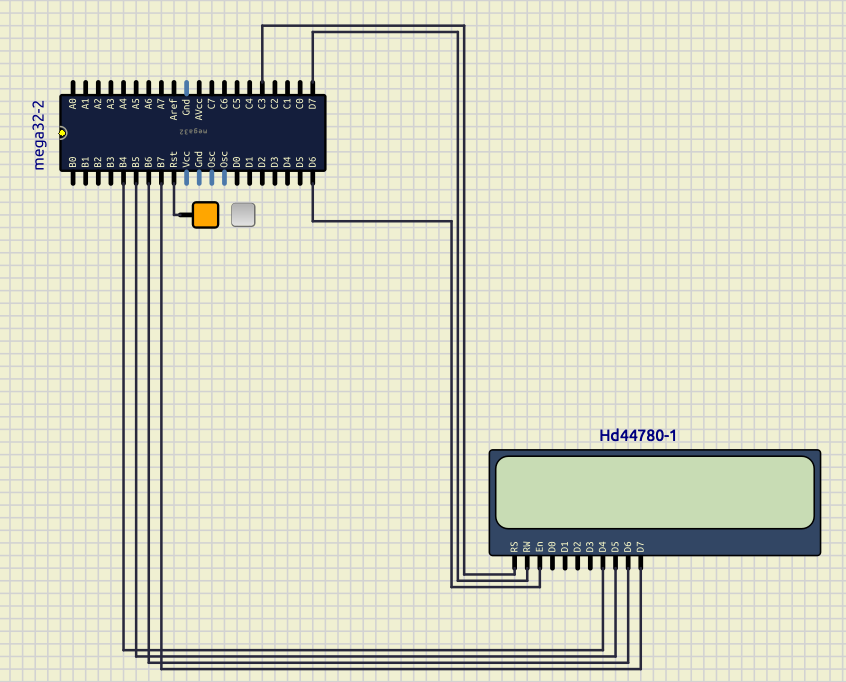 mega32-2
A0 A1 A2 A3 A4 A5 A6 A7 Aref Gnd AVcc C7 C6 C5 C4 C3 C2 C1 C0 D7
mega32
B0 B1 B2 B3 B4 B5 B6 B7 Rst Vcc Gnd Osc Osc D0 D1 D2 D3 D4 D5 D6
Hd44780-1
RS RW En D0 D1 D2 D3 D4 D5 D6 D7